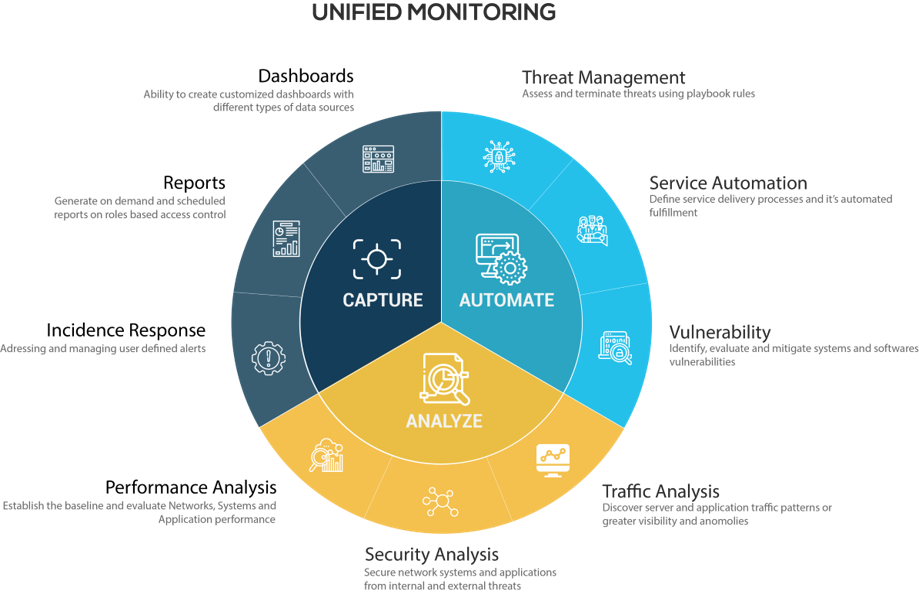 UNIFIED MONITORING
Dashboards
Ability to create customized dashboards with
different types of data sources
Threat Management
Assess and terminate threats using playbook rules
Reports
Generate on demand and scheduled
reports on roles based access control
Service Automation
Define service delivery processes and it's automated
fulfillment
CAPTURE
AUTOMATE
Incidence Response
Adressing and managing user defined alerts
Vulnerability
Identify, evaluate and mitigate systems and softwares
vulnerabilities
ANALYZE
Performance Analysis
Establish the baseline and evaluate Networks, Systems and
Application performance
Traffic Analysis
Discover server and application traffic patterns or
greater visibility and anomolies
Security Analysis
Secure network systems and applications
from internal and external threats